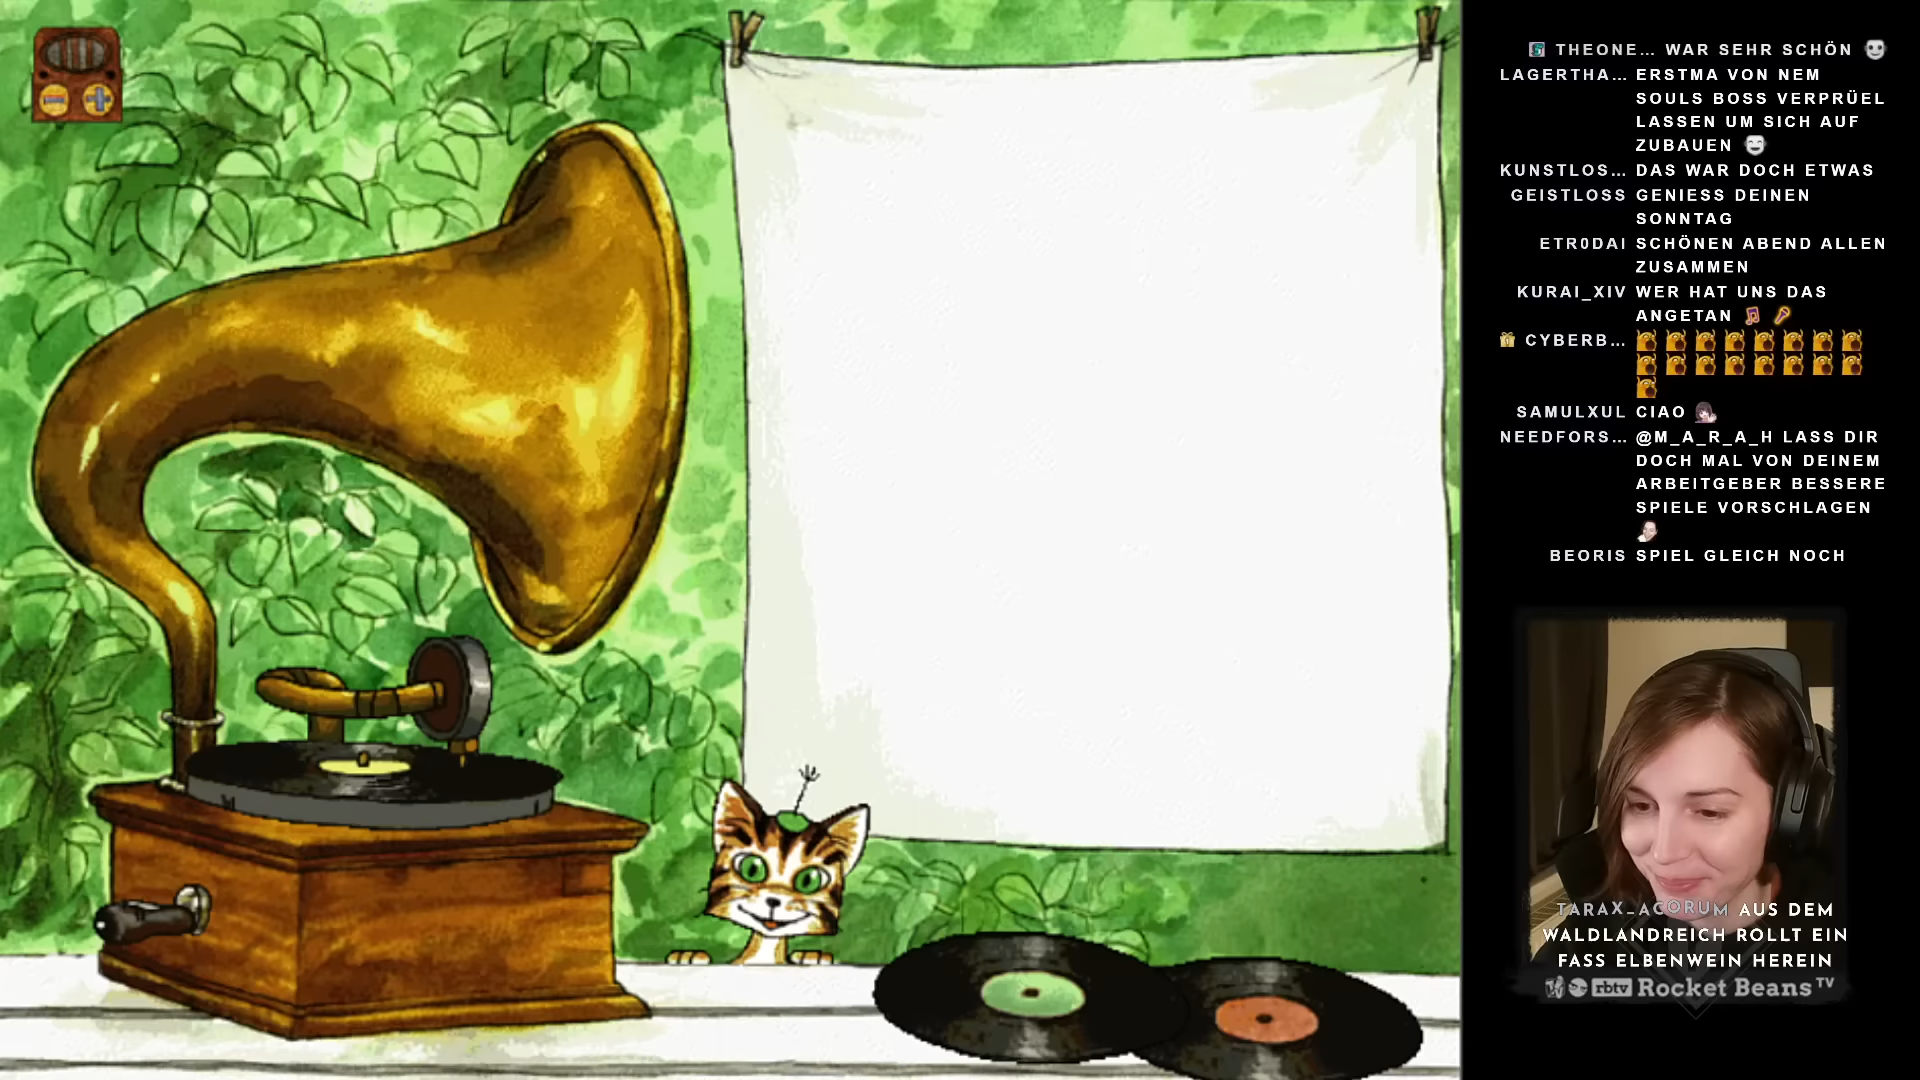 THEONE... WAR SEHR SCHÖN
LAGERTHA... ERSTMA VON NEM
SOULS BOSS VERPRÜEL
LASSEN UM SICH AUF
ZUBAUEN
KUNSTLOS... DAS WAR DOCH ETWAS
GEISTLOSS GENIESS DEINEN
SONNTAG
ETR0DAI SCHÖNEN ABEND ALLEN
ZUSAMMEN
KURAI_XIV WER HAT UNS DAS
ANGETAN
CYBERB...
SAMULXUL CIAO
NEEDFORS... @M_A_R_A_H LASS DIR
DOCH MAL VON DEINEM
ARBEITGEBER BESSERE
SPIELE VORSCHLAGEN
BEORIS SPIEL GLEICH NOCH
TARAX_ACORUM AUS DEM
WALDLANDREICH ROLLT EIN
FASS ELBENWEIN HEREIN
rbtv Rocket Beans TV